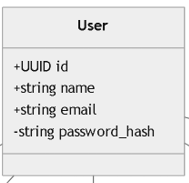 User
+UUID id
+string name
+string email
-string password_hash